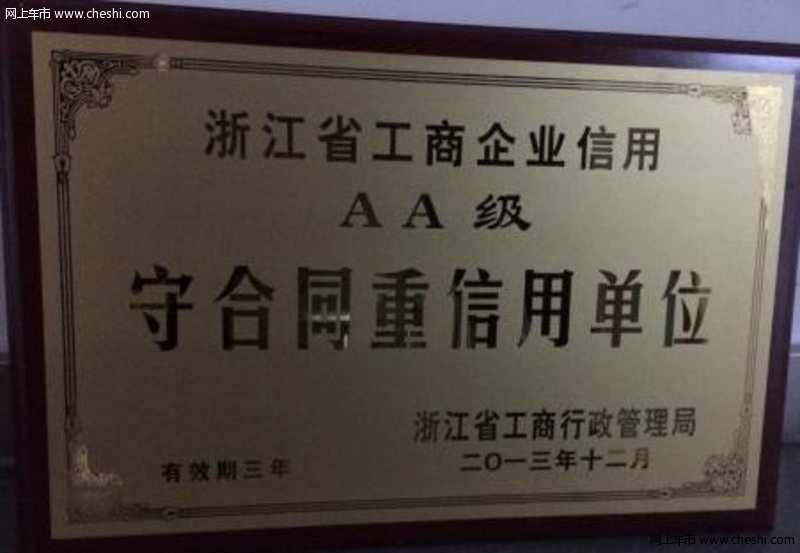 网上车市 www.cheshi.com
浙江省工商企业信用
AA级
守合同重信用单位
浙江省工商行政管理局
有效期三年
二〇一三年十二月
网上车市 www.cheshi.com